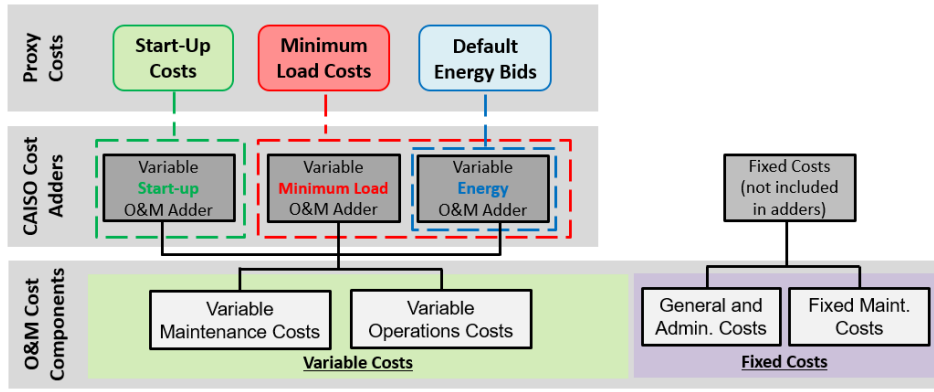 Proxy
Costs
Start-Up
Costs
Minimum
Load Costs
Default
Energy Bids
CAISO Cost
Adders
Variable
Start-up
O&M Adder
Variable
Minimum Load
O&M Adder
Variable
Energy
O&M Adder
Fixed Costs
(not included
in adders)
O&M Cost
Components
Variable
Maintenance Costs
Variable
Operations Costs
Variable Costs
General and
Admin. Costs
Fixed Maint.
Costs
Fixed Costs